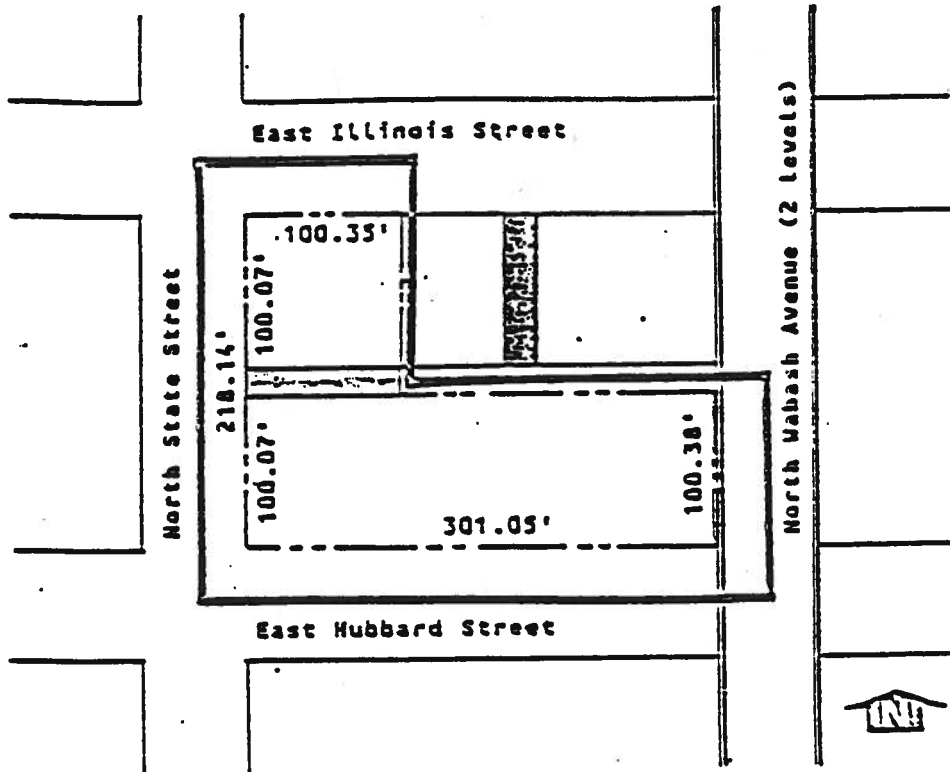 East Illinois Street
100.35'
100.07'
218.14'
North State Street
North Wabash Avenue (2 Levels)
100.07'
100.38'
301.05'
East Hubbard Street
N